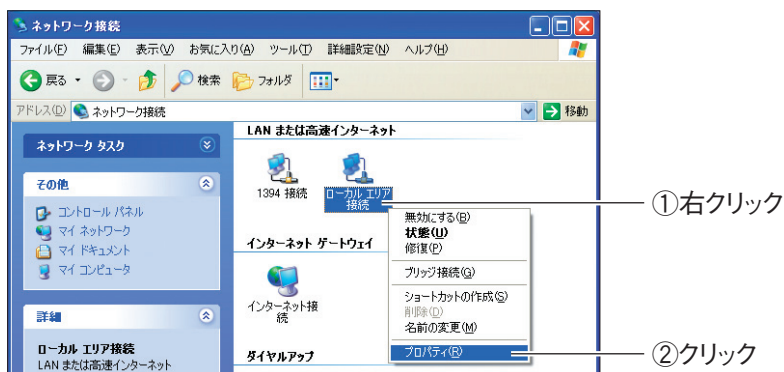 ネットワーク接続
ファイル(F) 編集(E) 表示(V) お気に入り(A) ツール(T) 詳細設定(N) ヘルプ(H)
戻る 検索 フォルダ
アドレス(D) ネットワーク接続 移動
ネットワーク タスク
その他
コントロール パネル
マイ ネットワーク
マイ ドキュメント
マイ コンピュータ
詳細
ローカル エリア接続
LAN または高速インターネット
LAN または高速インターネット
1394 接続
ローカル エリア
接続
インターネット ゲートウェイ
インターネット接
続
ダイヤルアップ
無効にする(B)
状態(U)
修復(P)
ブリッジ接続(G)
ショートカットの作成(S)
削除(D)
名前の変更(M)
プロパティ(R)
①右クリック
②クリック